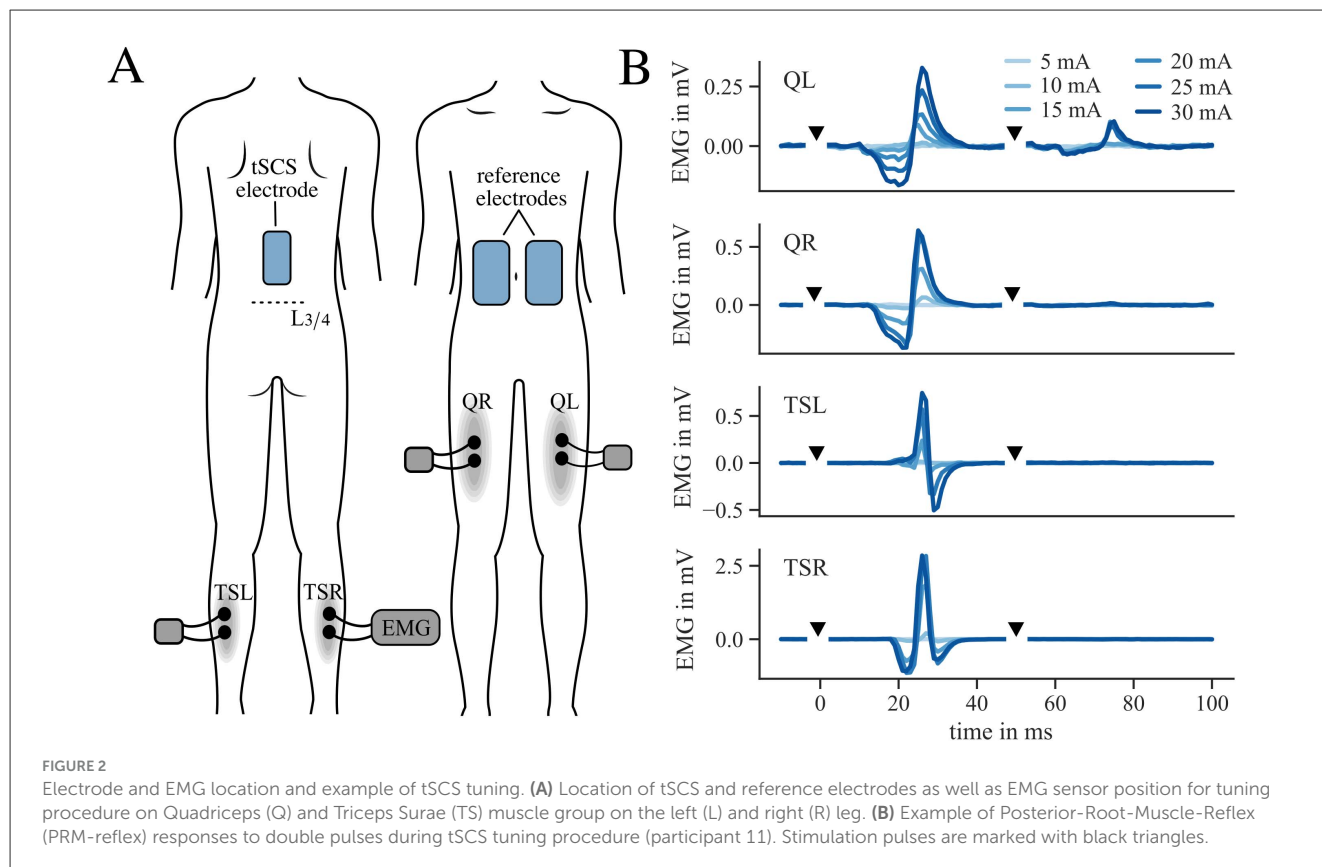 A
tSCS
electrode
L3/4
TSL
TSR
EMG
reference
electrodes
QR
QL
B
QL
5 mA
10 mA
15 mA
20 mA
25 mA
30 mA
EMG in mV
0.25
0.00
QR
EMG in mV
0.5
0.0
TSL
EMG in mV
0.5
0.0
−0.5
TSR
EMG in mV
2.5
0.0
0 20 40 60 80 100
time in ms
FIGURE 2
Electrode and EMG location and example of tSCS tuning. (A) Location of tSCS and reference electrodes as well as EMG sensor position for tuning
procedure on Quadriceps (Q) and Triceps Surae (TS) muscle group on the left (L) and right (R) leg. (B) Example of Posterior-Root-Muscle-Reflex
(PRM-reflex) responses to double pulses during tSCS tuning procedure (participant 11). Stimulation pulses are marked with black triangles.